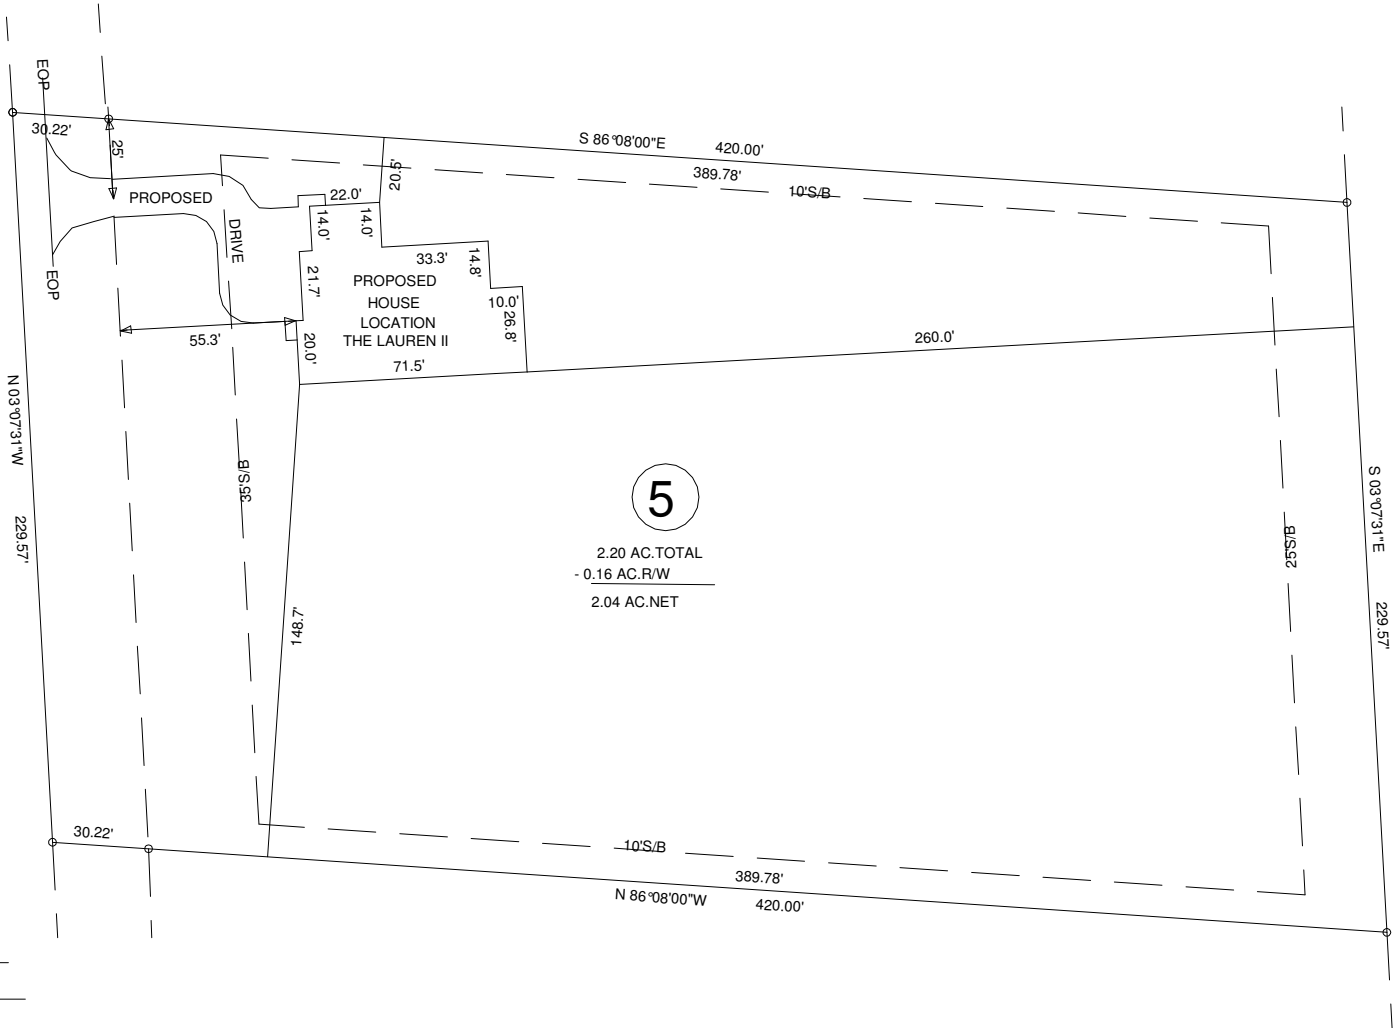 EOP
30.22'
25'
S 86°08'00"E
420.00'
389.78'
10'S/B
PROPOSED
DRIVE
22.0'
20.5'
14.0'
14.0'
EOP
21.7'
33.3'
14.8'
PROPOSED
HOUSE
LOCATION
THE LAUREN II
10.0'
26.8'
55.3'
20.0'
71.5'
260.0'
N 03°07'31"W
229.57'
35'S/B
5
2.20 AC.TOTAL
- 0.16 AC.R/W
2.04 AC.NET
25'S/B
S 03°07'31"E
229.57'
148.7'
30.22'
10'S/B
389.78'
N 86°08'00"W
420.00'